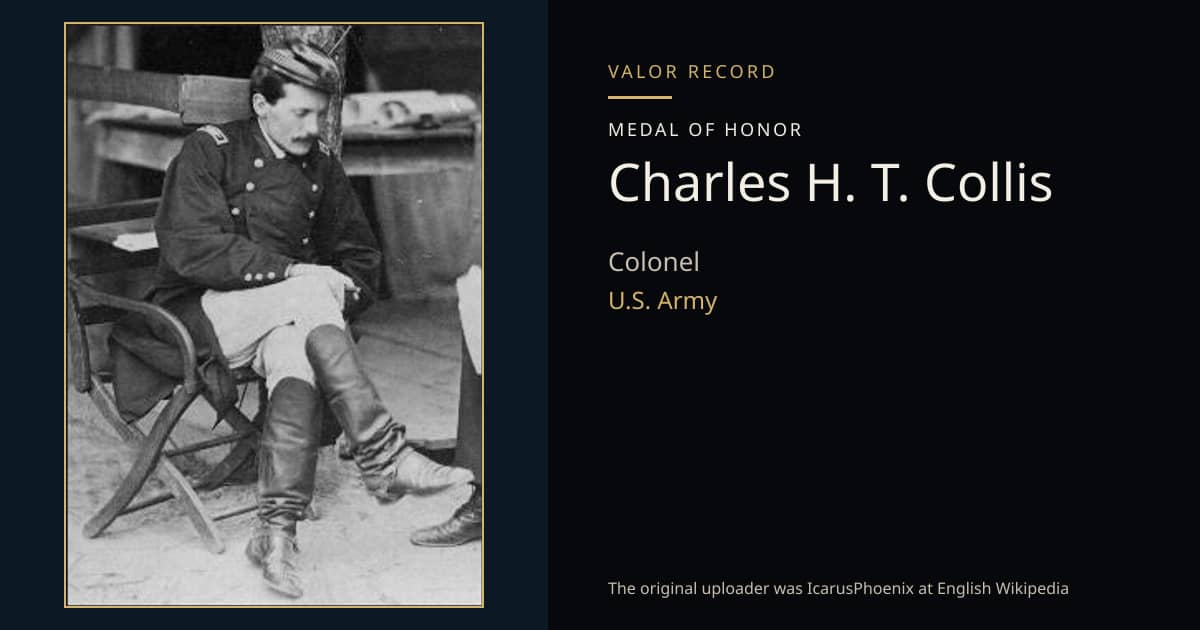 VALOR RECORD
MEDAL OF HONOR
Charles H. T. Collis
Colonel
U.S. Army
The original uploader was IcarusPhoenix at English Wikipedia